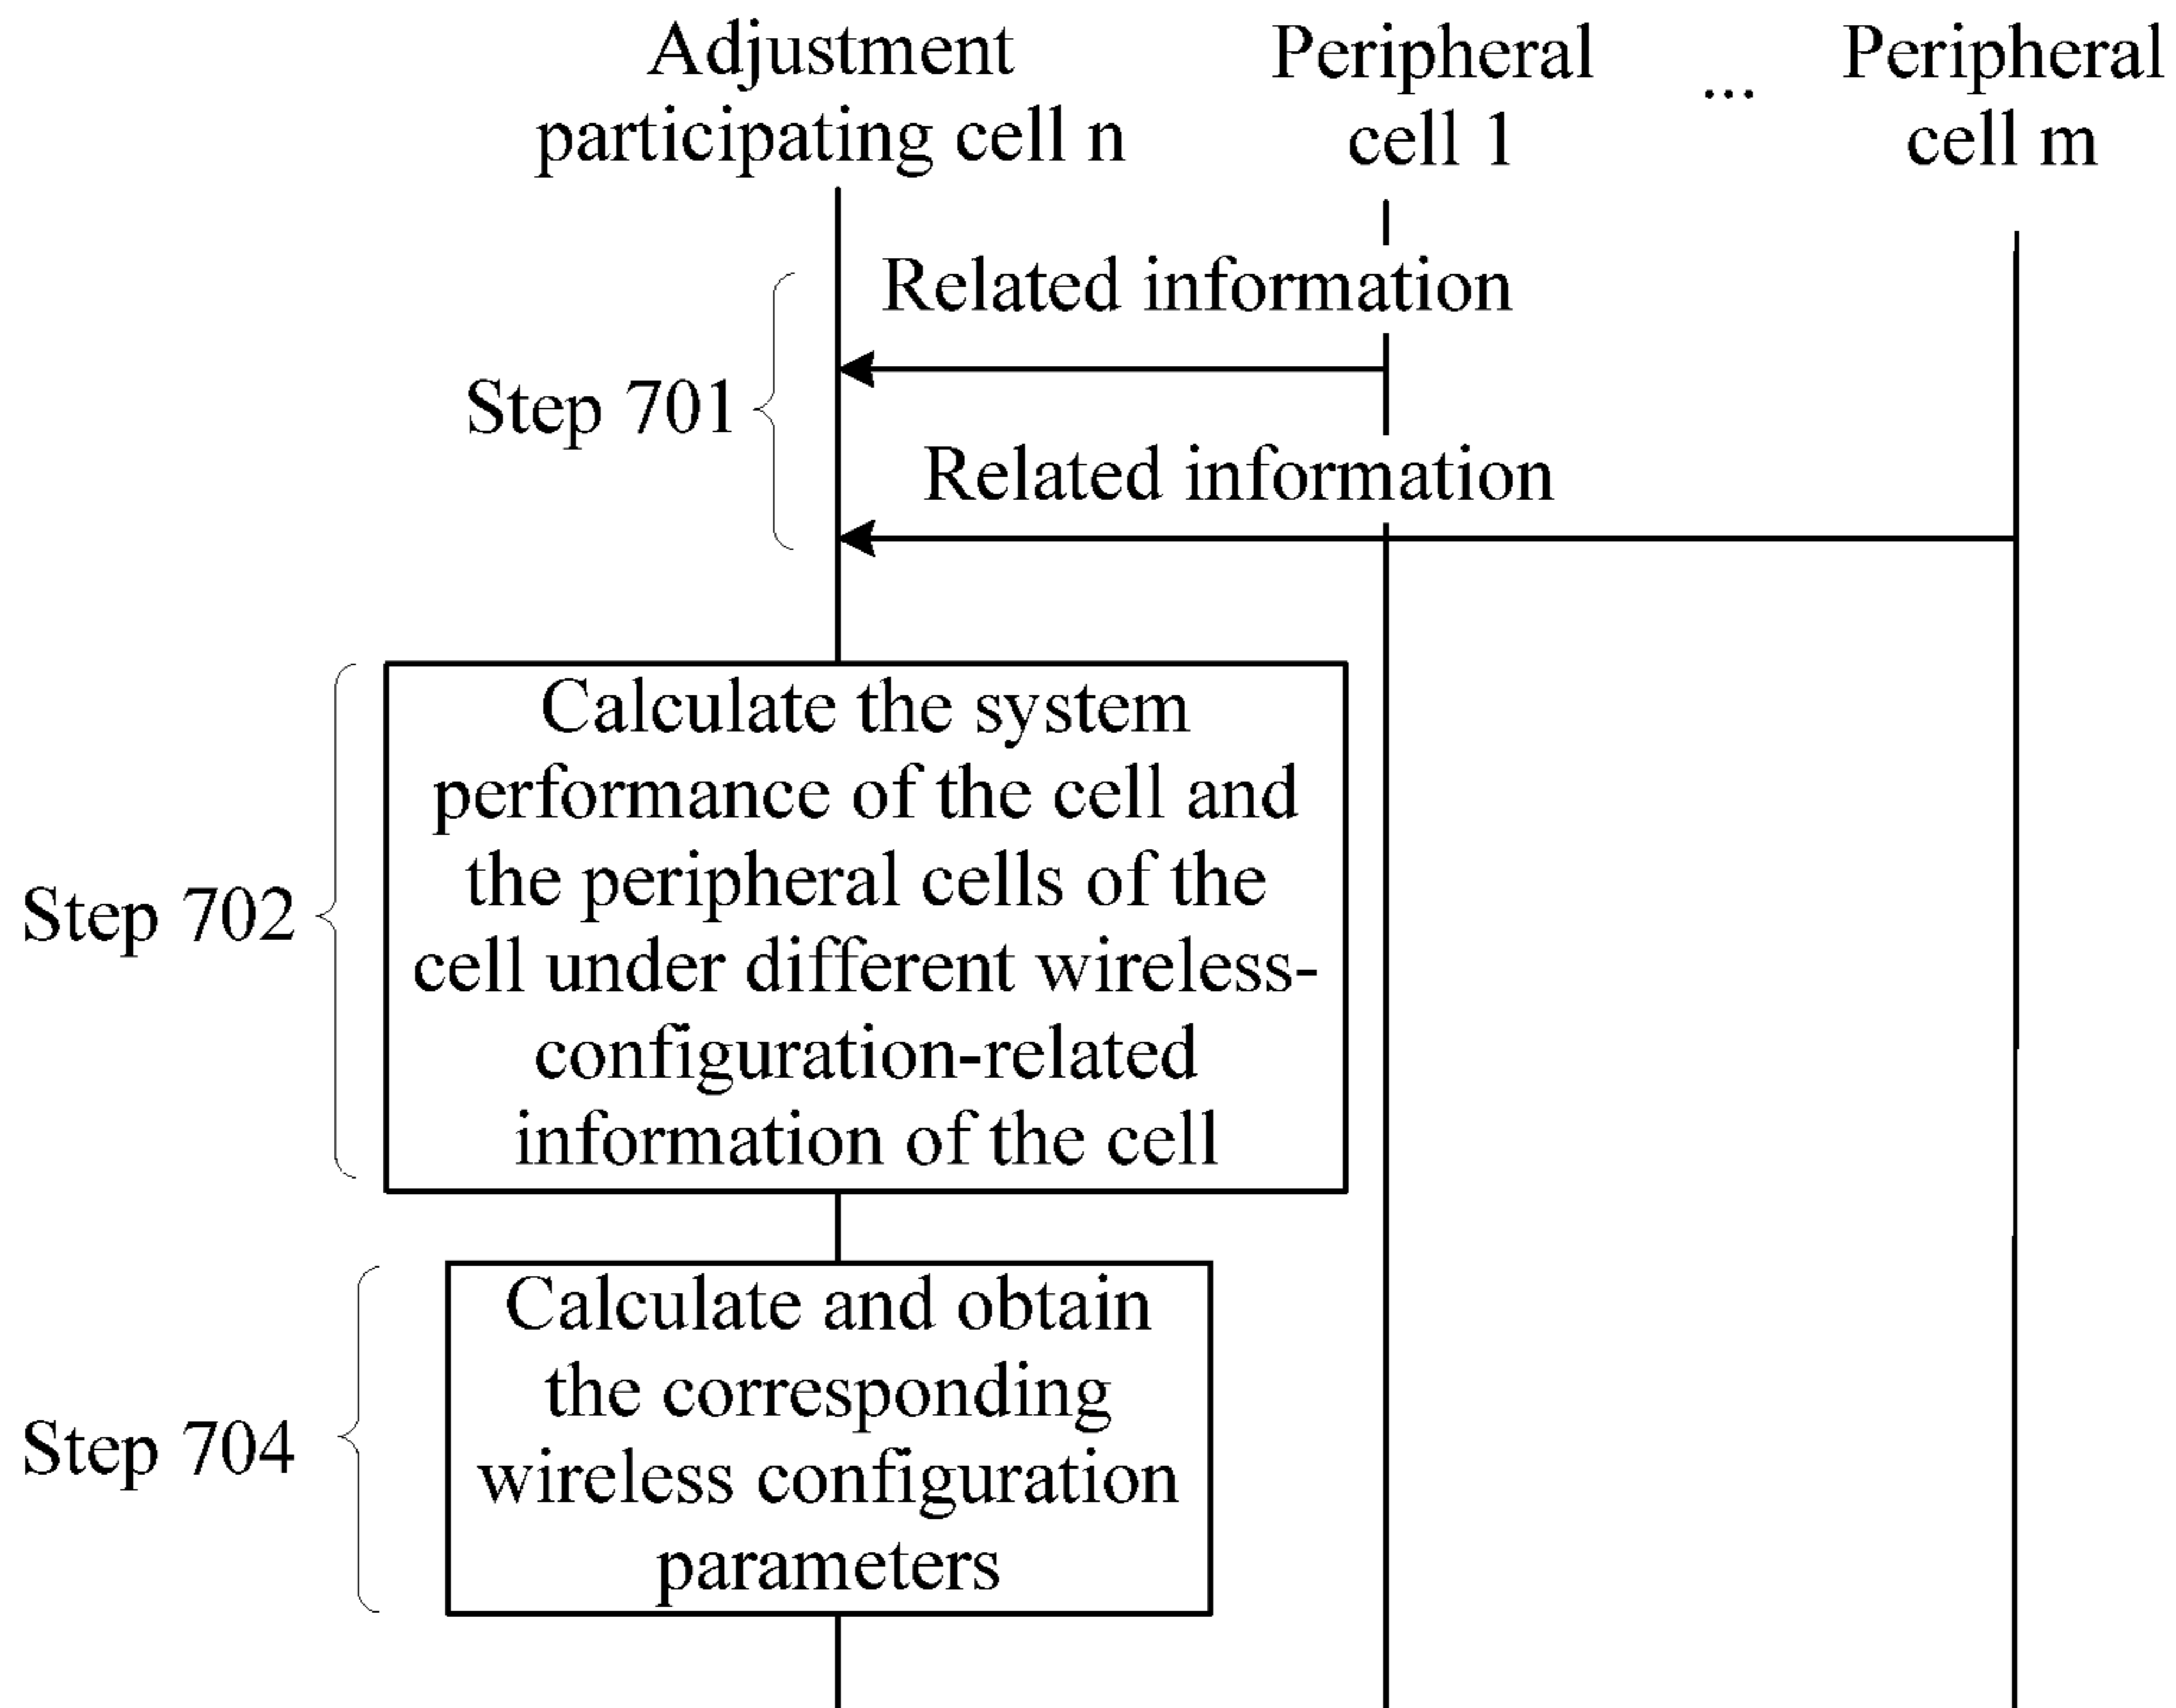 Adjustment
participating cell n
Peripheral
cell 1
...
Peripheral
cell m
Related information
Step 701
Related information
Step 702
Calculate the system
performance of the cell and
the peripheral cells of the
cell under different wireless-
configuration-related
information of the cell
Step 704
Calculate and obtain
the corresponding
wireless configuration
parameters